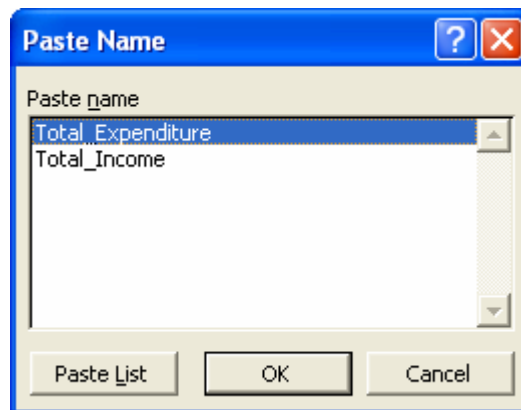 Paste Name
Paste name
Total_Expenditure
Total_Income
Paste List
OK
Cancel